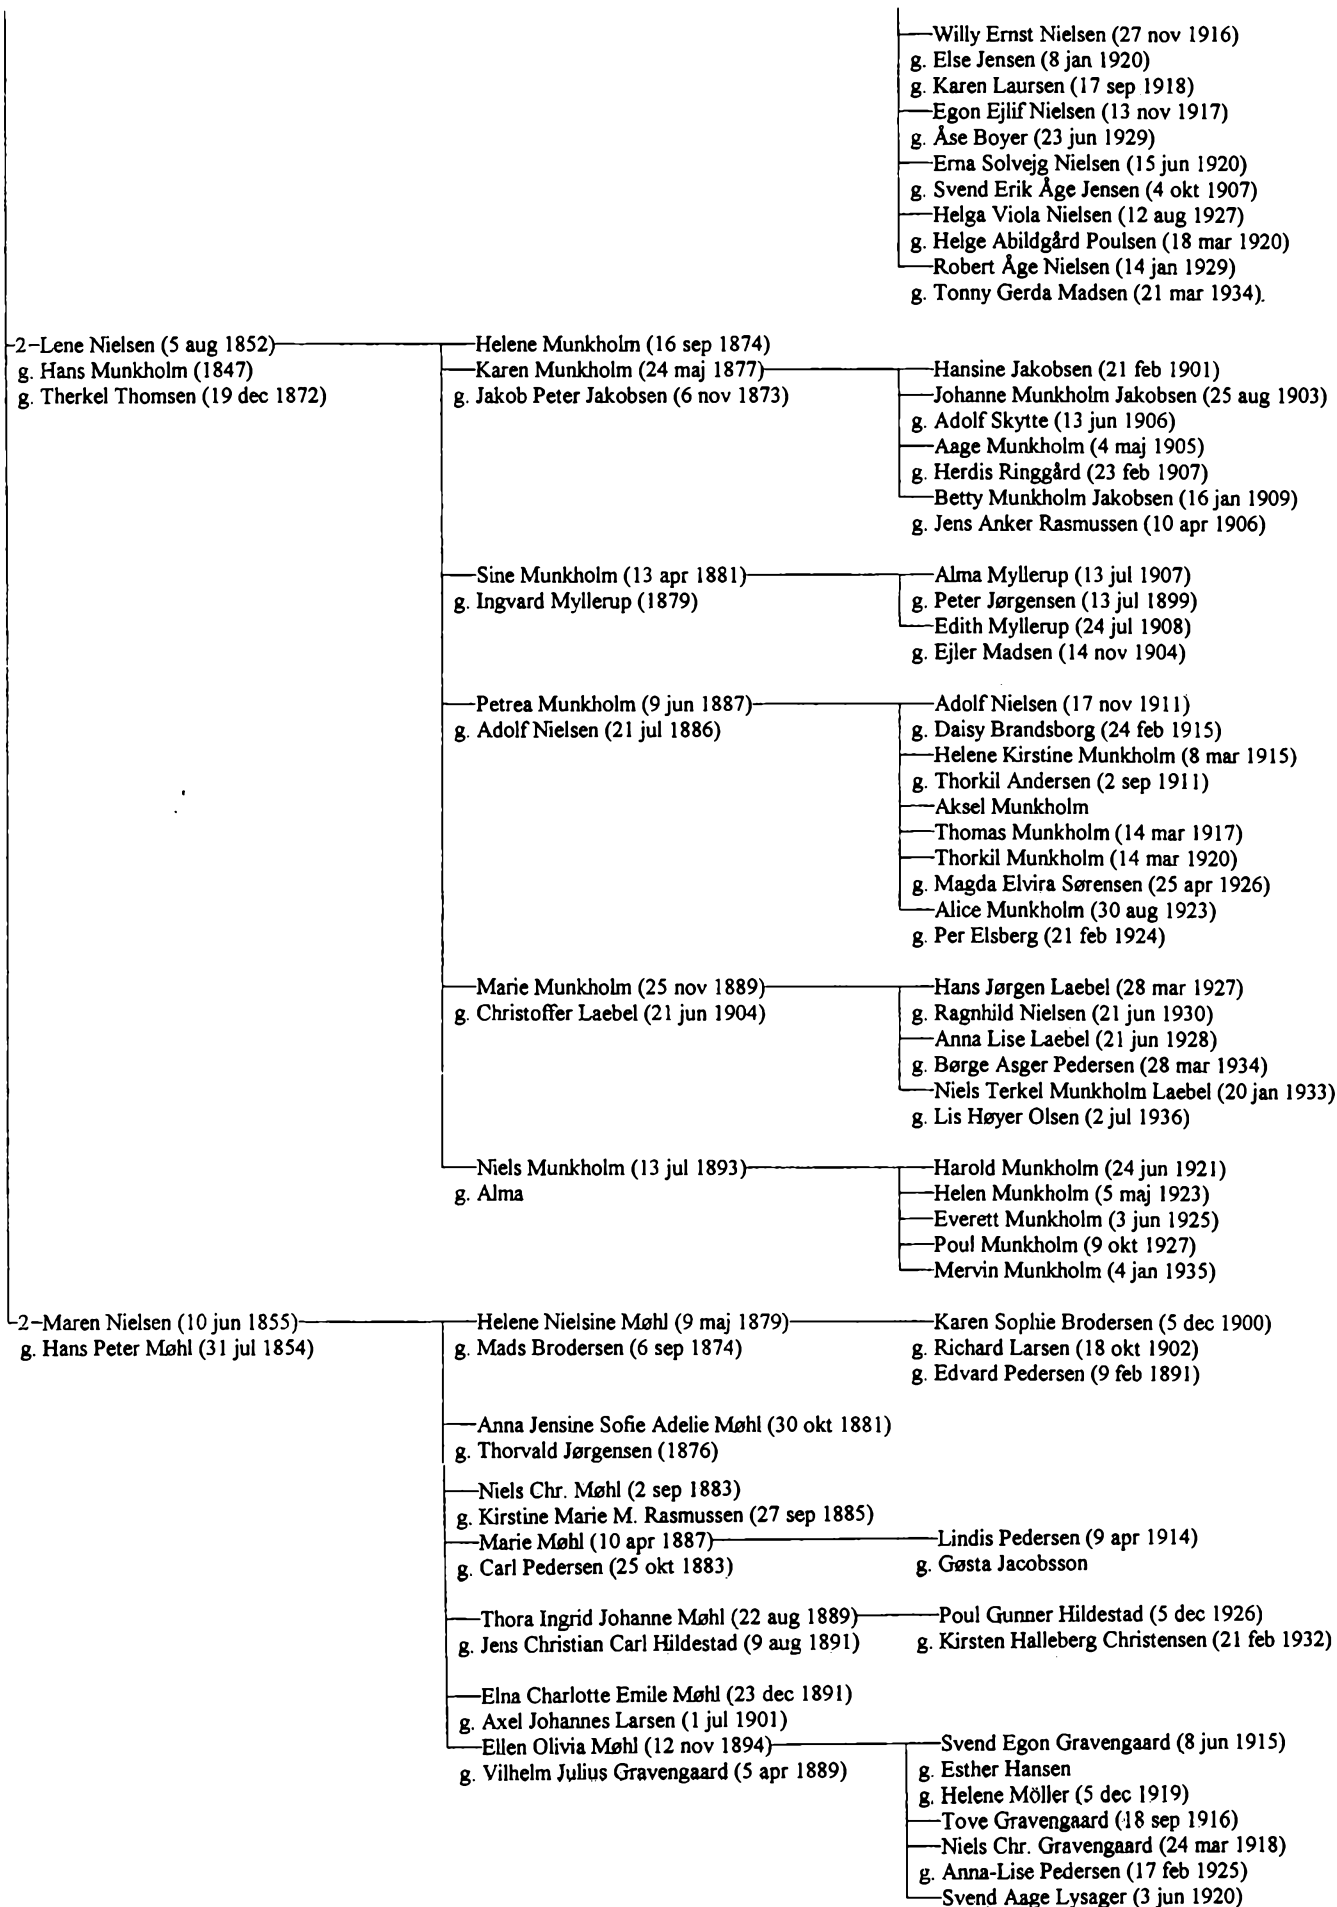 Willy Ernst Nielsen (27 nov 1916)
g. Else Jensen (8 jan 1920)
g. Karen Laursen (17 sep 1918)
Egon Ejlif Nielsen (13 nov 1917)
g. Åse Boyer (23 jun 1929)
Erna Solvejg Nielsen (15 jun 1920)
g. Svend Erik Åge Jensen (4 okt 1907)
Helga Viola Nielsen (12 aug 1927)
g. Helge Abildgård Poulsen (18 mar 1920)
Robert Åge Nielsen (14 jan 1929)
g. Tonny Gerda Madsen (21 mar 1934).
2-Lene Nielsen (5 aug 1852)
g. Hans Munkholm (1847)
g. Therkel Thomsen (19 dec 1872)
Helene Munkholm (16 sep 1874)
Karen Munkholm (24 maj 1877)
g. Jakob Peter Jakobsen (6 nov 1873)
Hansine Jakobsen (21 feb 1901)
Johanne Munkholm Jakobsen (25 aug 1903)
g. Adolf Skytte (13 jun 1906)
Aage Munkholm (4 maj 1905)
g. Herdis Ringgård (23 feb 1907)
Betty Munkholm Jakobsen (16 jan 1909)
g. Jens Anker Rasmussen (10 apr 1906)
Sine Munkholm (13 apr 1881)
g. Ingvard Myllerup (1879)
Alma Myllerup (13 jul 1907)
g. Peter Jørgensen (13 jul 1899)
Edith Myllerup (24 jul 1908)
g. Ejler Madsen (14 nov 1904)
Petrea Munkholm (9 jun 1887)
g. Adolf Nielsen (21 jul 1886)
Adolf Nielsen (17 nov 1911)
g. Daisy Brandsborg (24 feb 1915)
Helene Kirstine Munkholm (8 mar 1915)
g. Thorkil Andersen (2 sep 1911)
Aksel Munkholm
Thomas Munkholm (14 mar 1917)
Thorkil Munkholm (14 mar 1920)
g. Magda Elvira Sørensen (25 apr 1926)
Alice Munkholm (30 aug 1923)
g. Per Elsberg (21 feb 1924)
Marie Munkholm (25 nov 1889)
g. Christoffer Laebel (21 jun 1904)
Hans Jørgen Laebel (28 mar 1927)
g. Ragnhild Nielsen (21 jun 1930)
Anna Lise Laebel (21 jun 1928)
g. Børge Asger Pedersen (28 mar 1934)
Niels Terkel Munkholm Laebel (20 jan 1933)
g. Lis Høyer Olsen (2 jul 1936)
Niels Munkholm (13 jul 1893)
g. Alma
Harold Munkholm (24 jun 1921)
Helen Munkholm (5 maj 1923)
Everett Munkholm (3 jun 1925)
Poul Munkholm (9 okt 1927)
Mervin Munkholm (4 jan 1935)
2-Maren Nielsen (10 jun 1855)
g. Hans Peter Møhl (31 jul 1854)
Helene Nielsine Møhl (9 maj 1879)
g. Mads Brodersen (6 sep 1874)
Karen Sophie Brodersen (5 dec 1900)
g. Richard Larsen (18 okt 1902)
g. Edvard Pedersen (9 feb 1891)
Anna Jensine Sofie Adelie Møhl (30 okt 1881)
g. Thorvald Jørgensen (1876)
Niels Chr. Møhl (2 sep 1883)
g. Kirstine Marie M. Rasmussen (27 sep 1885)
Marie Møhl (10 apr 1887)
g. Carl Pedersen (25 okt 1883)
Lindis Pedersen (9 apr 1914)
g. Gøsta Jacobsson
Thora Ingrid Johanne Møhl (22 aug 1889)
g. Jens Christian Carl Hildestad (9 aug 1891)
Poul Gunner Hildestad (5 dec 1926)
g. Kirsten Halleberg Christensen (21 feb 1932)
Elna Charlotte Emile Møhl (23 dec 1891)
g. Axel Johannes Larsen (1 jul 1901)
Ellen Olivia Møhl (12 nov 1894)
g. Vilhelm Julius Gravengaard (5 apr 1889)
Svend Egon Gravengaard (8 jun 1915)
g. Esther Hansen
g. Helene Möller (5 dec 1919)
Tove Gravengaard (18 sep 1916)
Niels Chr. Gravengaard (24 mar 1918)
g. Anna-Lise Pedersen (17 feb 1925)
Svend Aage Lysager (3 jun 1920)